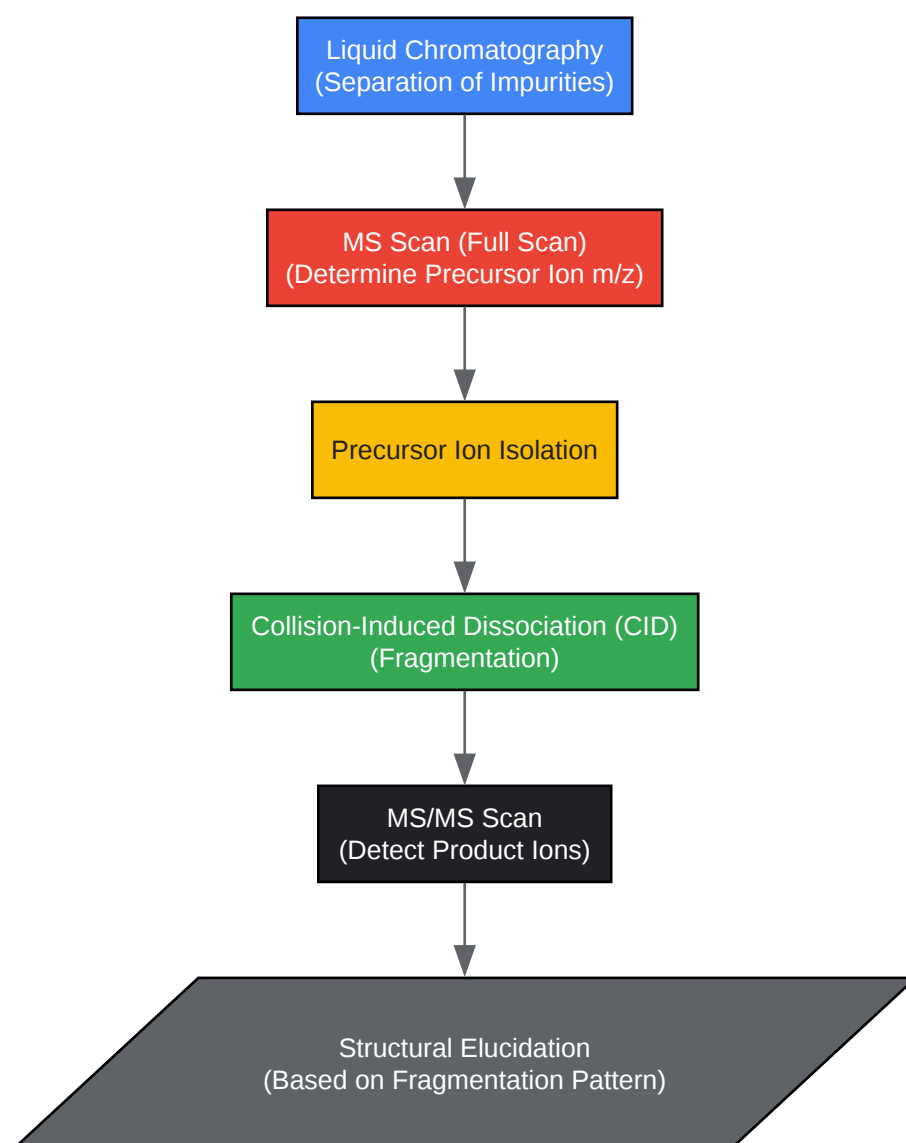 Liquid Chromatography
(Separation of Impurities)
MS Scan (Full Scan)
(Determine Precursor Ion m/z)
Precursor Ion Isolation
Collision-Induced Dissociation (CID)
(Fragmentation)
MS/MS Scan
(Detect Product Ions)
Structural Elucidation
(Based on Fragmentation Pattern)